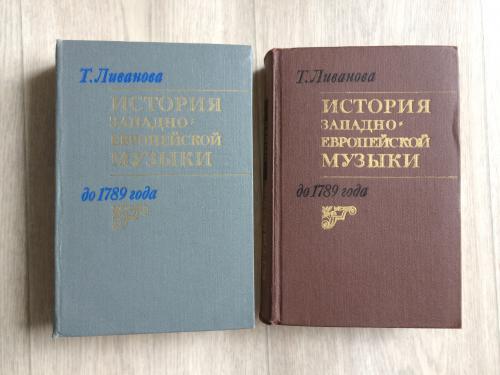 Т. Ливанова
ИСТОРИЯ
ЗАПАДНО-
ЕВРОПЕЙСКОЙ
МУЗЫКИ
до 1789 года
Т. Ливанова
ИСТОРИЯ
ЗАПАДНО-
ЕВРОПЕЙСКОЙ
МУЗЫКИ
до 1789 года